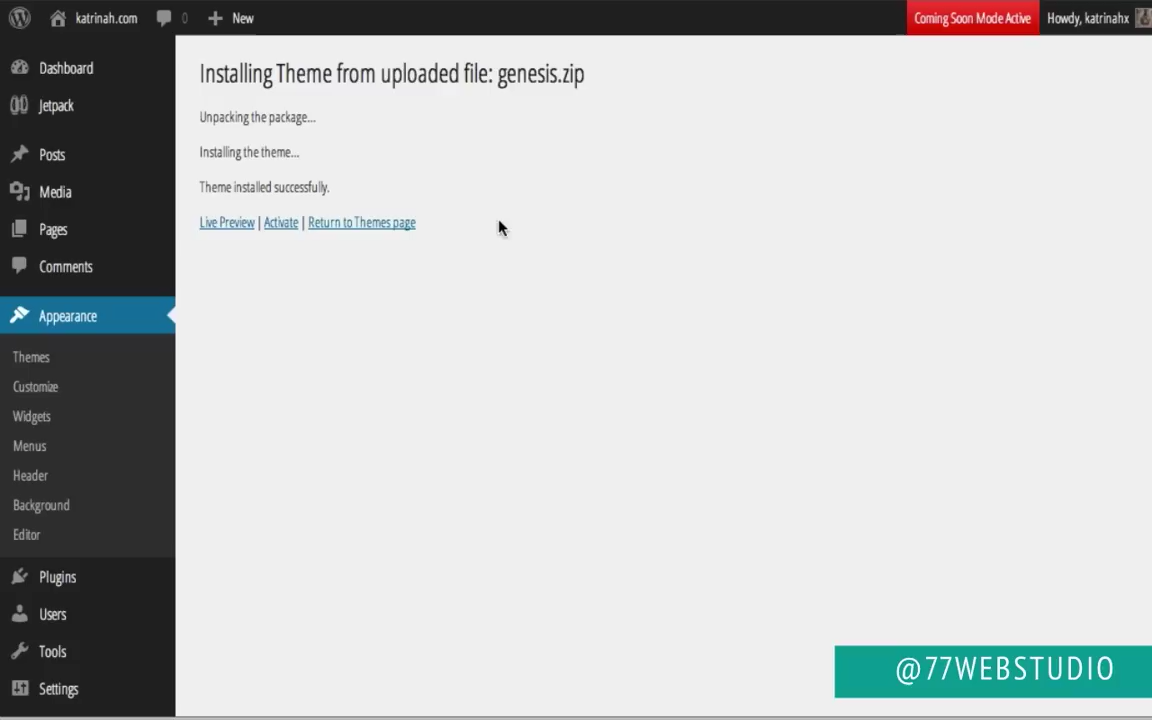 katrinah.com 0 New Coming Soon Mode Active Howdy, katrinahx
Dashboard
Jetpack
Posts
Media
Pages
Comments
Appearance
Themes
Customize
Widgets
Menus
Header
Background
Editor
Plugins
Users
Tools
Settings
Installing Theme from uploaded file: genesis.zip
Unpacking the package...
Installing the theme...
Theme installed successfully.
Live Preview | Activate | Return to Themes page
@77WEBSTUDIO